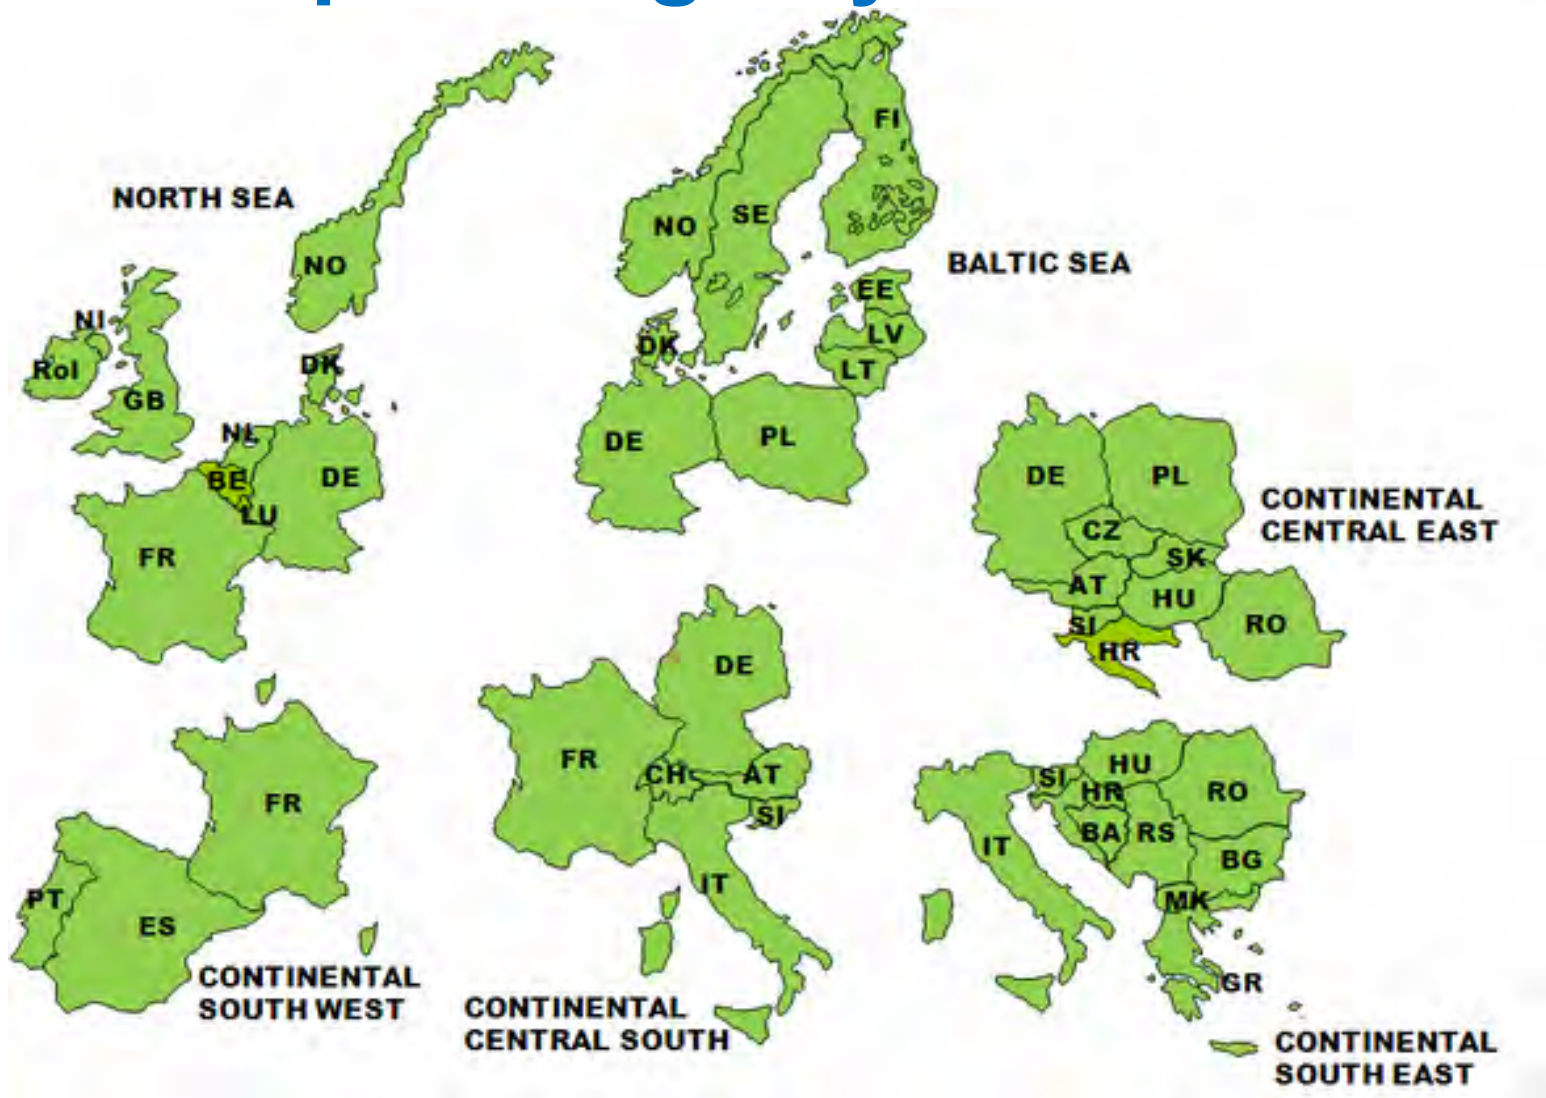 NORTH SEA
NO
NI
RoI
GB
DK
NL
BE
DE
LU
FR
FI
NO
SE
BALTIC SEA
EE
LV
DK
LT
DE
PL
DE
PL
CONTINENTAL
CENTRAL EAST
CZ
SK
AT
HU
SI
RO
HR
FR
PT
ES
CONTINENTAL
SOUTH WEST
DE
FR
CH
AT
SI
IT
CONTINENTAL
CENTRAL SOUTH
HU
SI
HR
RO
BA
RS
IT
BG
MK
GR
CONTINENTAL
SOUTH EAST